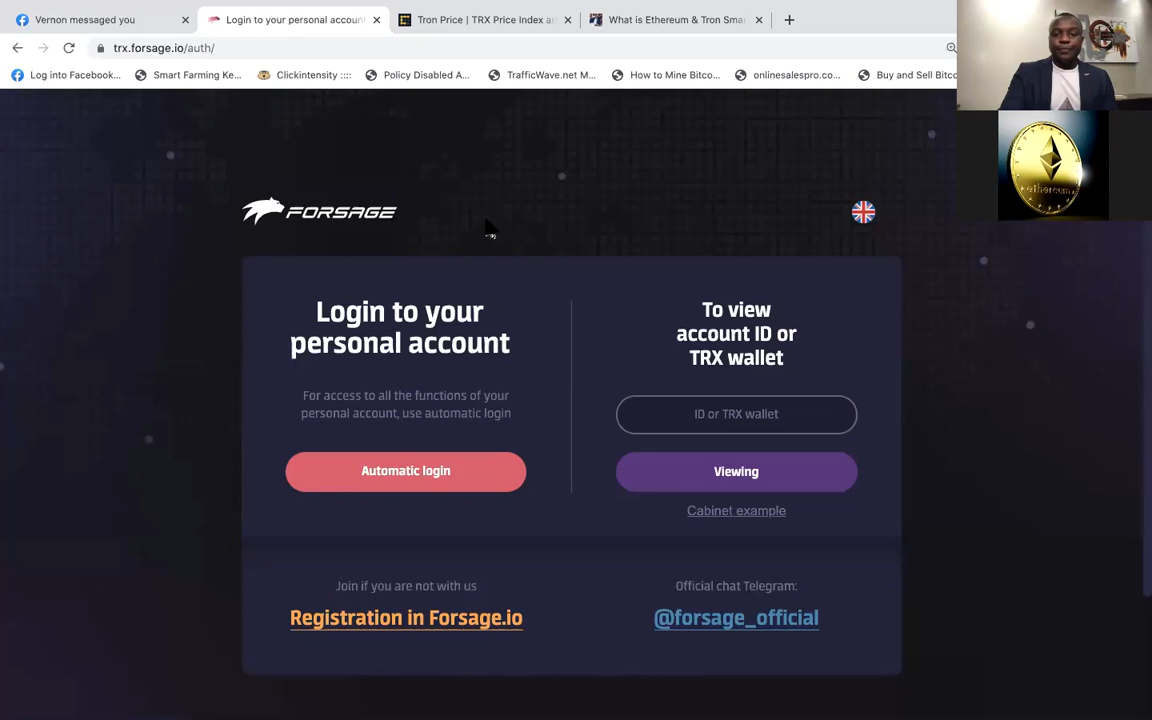 Vernon messaged you
Login to your personal accoun
Tron Price | TRX Price Index an
What is Ethereum & Tron Smar
trx.forsage.io/auth/
Log into Facebook...
Smart Farming Ke...
Clickintensity ::::
Policy Disabled A...
TrafficWave.net M...
How to Mine Bitco...
onlinesalespro.co...
Buy and Sell Bitco
ethereum
FORSAGE
Login to your
personal account
For access to all the functions of your
personal account, use automatic login
Automatic login
To view
account ID or
TRX wallet
ID or TRX wallet
Viewing
Cabinet example
Join if you are not with us
Registration in Forsage.io
Official chat Telegram:
@forsage_official